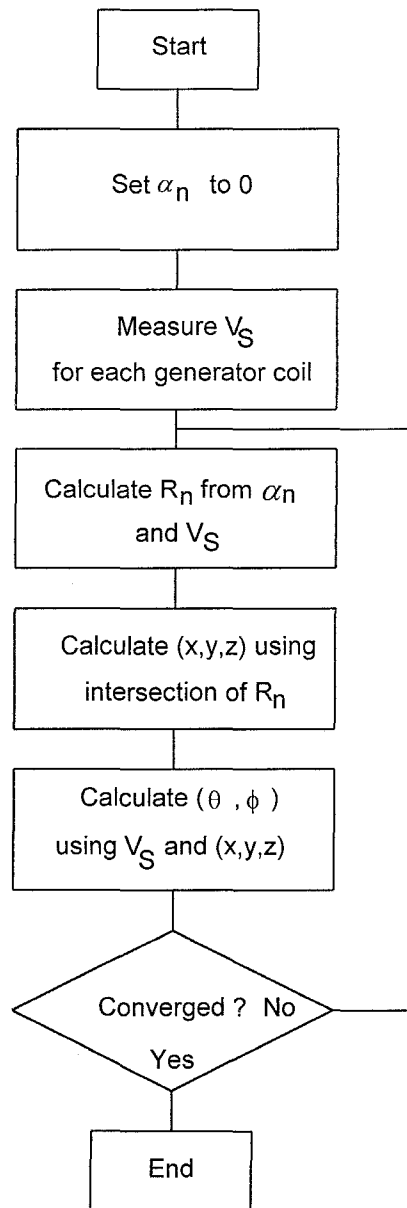 Start
Set αn to 0
Measure VS
for each generator coil
Calculate Rn from αn
and VS
Calculate (x,y,z) using
intersection of Rn
Calculate (θ , ϕ )
using VS and (x,y,z)
Converged ? No
Yes
End